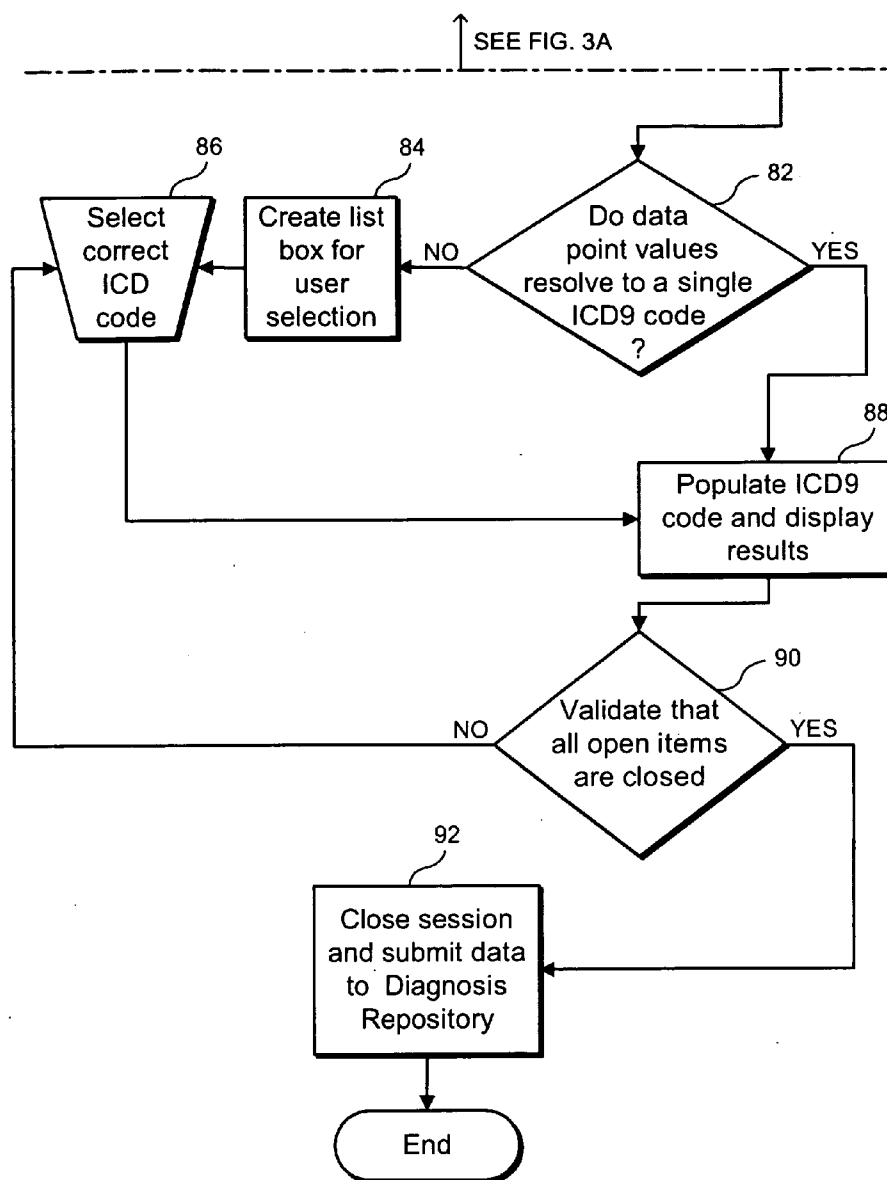 SEE FIG. 3A
86
Select
correct
ICD
code
84
Create list
box for
user
selection
NO
82
Do data
point values
resolve to a single
ICD9 code
?
YES
88
Populate ICD9
code and display
results
90
NO
Validate that
all open items
are closed
YES
92
Close session
and submit data
to Diagnosis
Repository
End